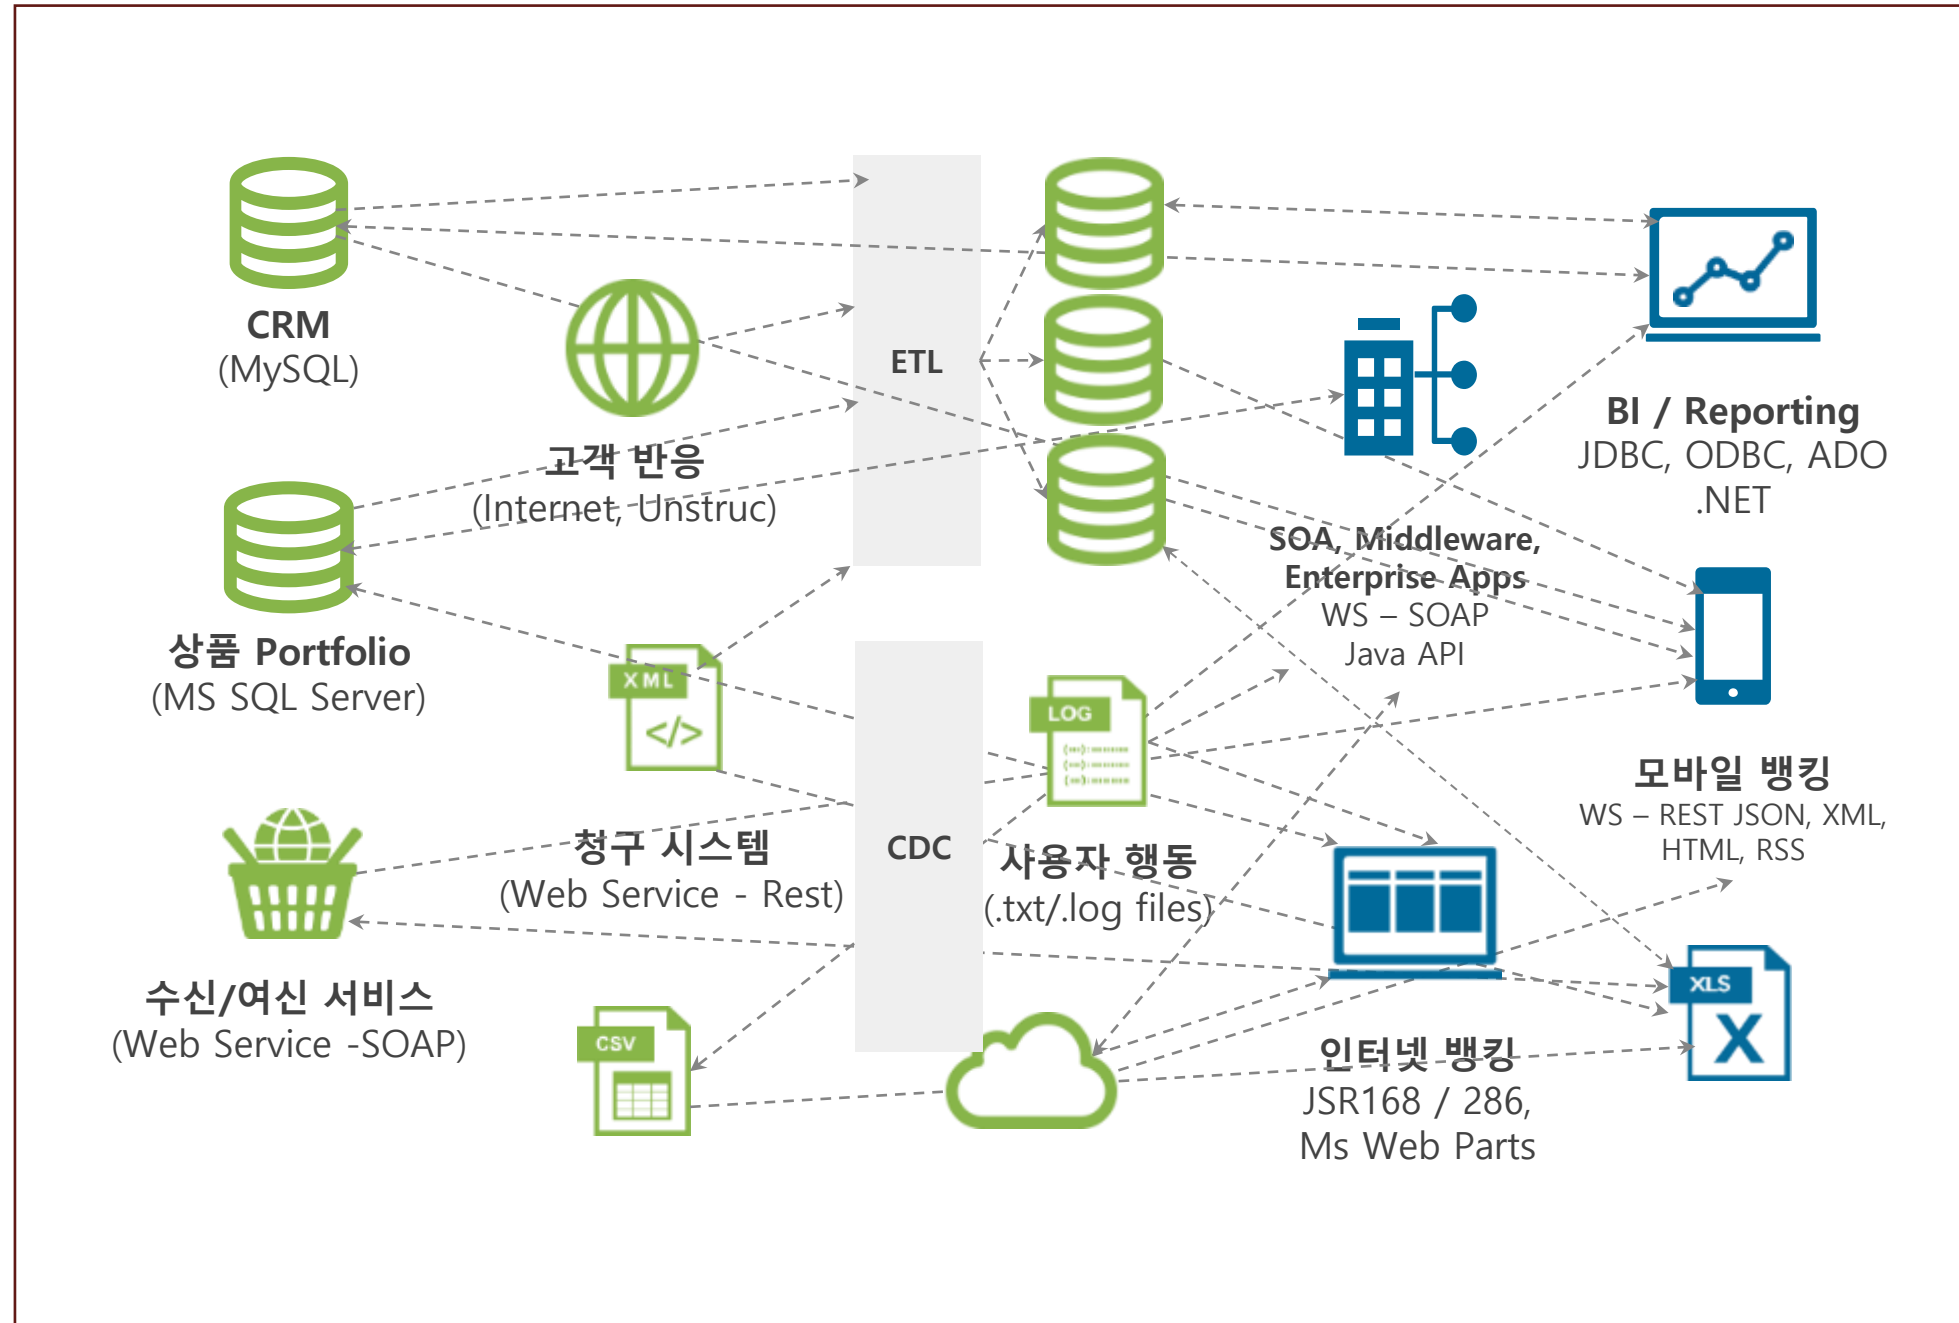 CRM
(MySQL)
고객 반응
(Internet, Unstruc)
ETL
BI / Reporting
JDBC, ODBC, ADO
.NET
SOA, Middleware,
Enterprise Apps
WS – SOAP
Java API
상품 Portfolio
(MS SQL Server)
XML
</>
LOG
CDC
청구 시스템
(Web Service - Rest)
사용자 행동
(.txt/.log files)
모바일 뱅킹
WS – REST JSON, XML,
HTML, RSS
수신/여신 서비스
(Web Service -SOAP)
CSV
XLS
X
인터넷 뱅킹
JSR168 / 286,
Ms Web Parts